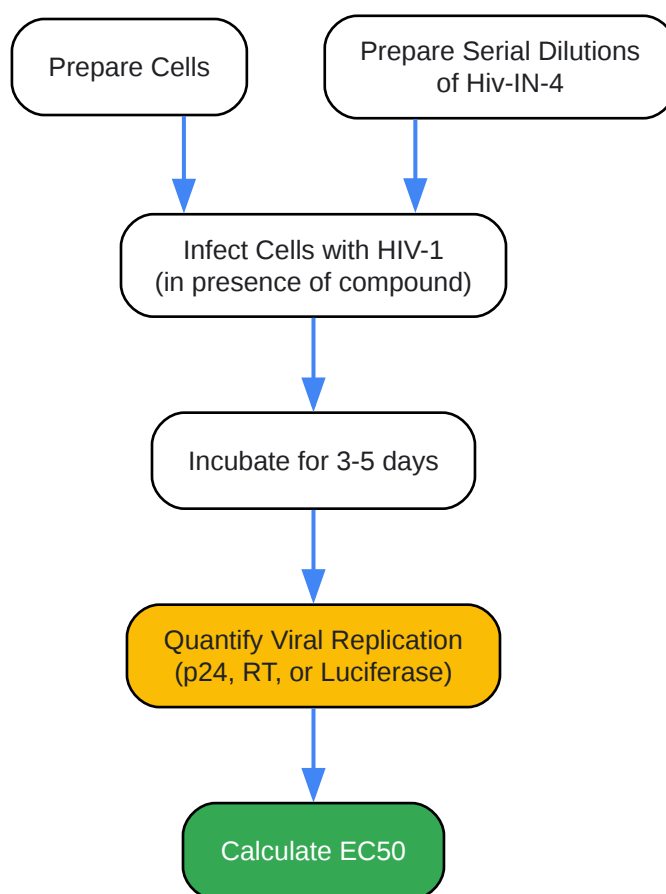 Prepare Cells
Prepare Serial Dilutions
of Hiv-IN-4
Infect Cells with HIV-1
(in presence of compound)
Incubate for 3-5 days
Quantify Viral Replication
(p24, RT, or Luciferase)
Calculate EC50